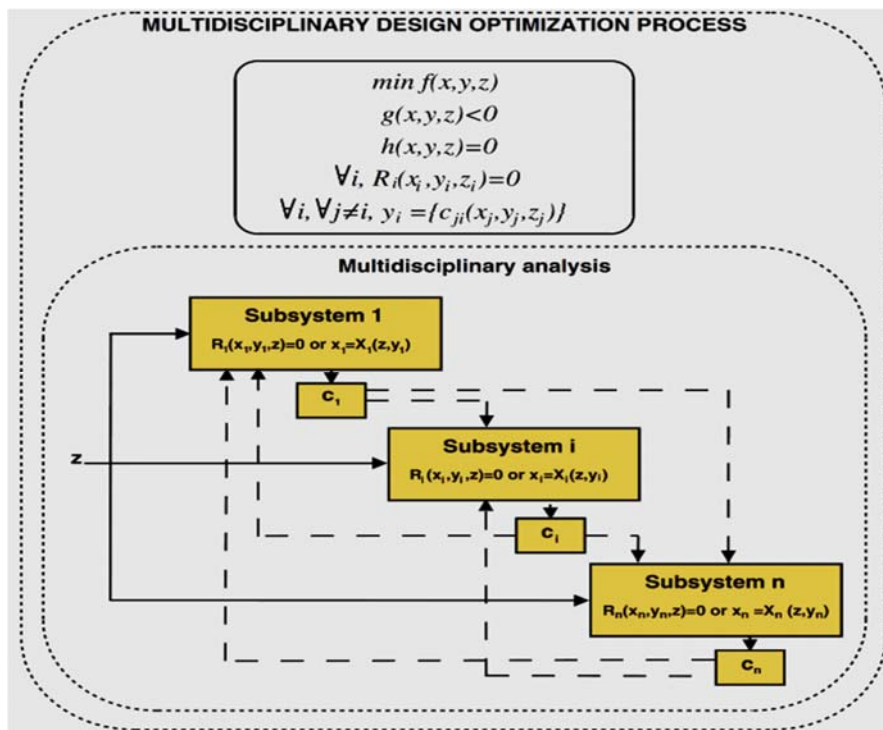 MULTIDISCIPLINARY DESIGN OPTIMIZATION PROCESS
min f(x,y,z)
g(x,y,z)<0
h(x,y,z)=0
∀i, Rᵢ(xᵢ,yᵢ,zᵢ)=0
∀i, ∀j≠i, yᵢ ={cⱼᵢ(xⱼ,yⱼ,zⱼ)}
Multidisciplinary analysis
Subsystem 1
R₁(x₁,y₁,z)=0 or x₁=X₁(z,y₁)
c₁
z
Subsystem i
Rᵢ(xᵢ,yᵢ,z)=0 or xᵢ=Xᵢ(z,yᵢ)
cᵢ
Subsystem n
Rₙ(xₙ,yₙ,z)=0 or xₙ =Xₙ (z,yₙ)
cₙ